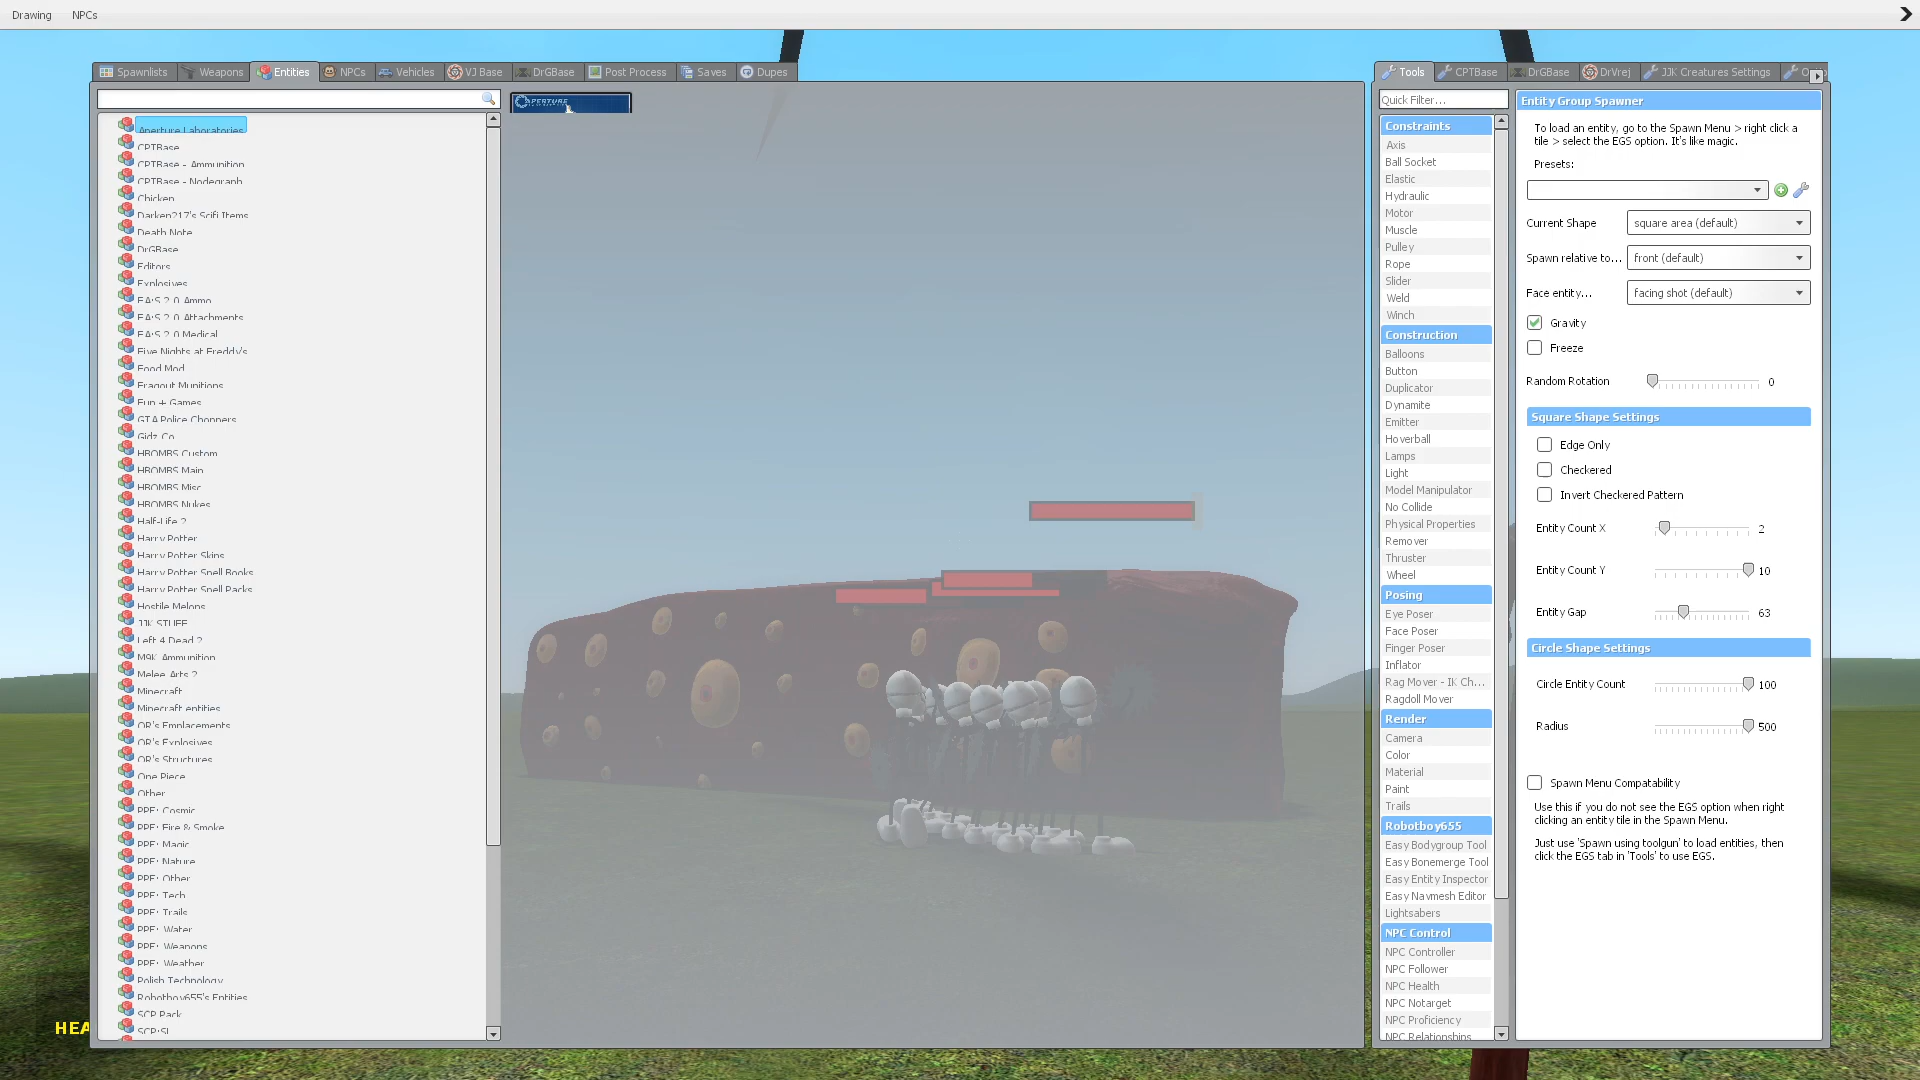 Drawing NPCs
Spawnlists Weapons Entities NPCs Vehicles VJ Base DrGBase Post Process Saves Dupes
Tools CPTBase DrGBase DrVrej JJK Creatures Settings
APERTURE
Aperture Laboratories
CPTBase
CPTBase - Ammunition
CPTBase - Nodegraph
Chicken
Darken217's Scifi Items
Death Note
DrGBase
Editors
Explosives
EA:S 2.0 Ammo
EA:S 2.0 Attachments
EA:S 2.0 Medical
Five Nights at Freddy's
Food Mod
Fragout Munitions
Fun + Games
GTA Police Choppers
Gidz Co
HBOMBS Custom
HBOMBS Main
HBOMBS Misc
HBOMBS Nukes
Half-Life 2
Harry Potter
Harry Potter Skins
Harry Potter Spell Books
Harry Potter Spell Packs
Hostile Melons
JJK STUFF
Left 4 Dead 2
M9K Ammunition
Melee Arts 2
Minecraft
Minecraft entities
OR's Emplacements
OR's Explosives
OR's Structures
One Piece
Other
PPE: Cosmic
PPE: Fire & Smoke
PPE: Magic
PPE: Nature
PPE: Other
PPE: Tech
PPE: Trails
PPE: Water
PPE: Weapons
PPE: Weather
Polish Technology
Robotboy655's Entities
SCP Pack
SCP:SL
HEA
Quick Filter...
Constraints
Axis
Ball Socket
Elastic
Hydraulic
Motor
Muscle
Pulley
Rope
Slider
Weld
Winch
Construction
Balloons
Button
Duplicator
Dynamite
Emitter
Hoverball
Lamps
Light
Model Manipulator
No Collide
Physical Properties
Remover
Thruster
Wheel
Posing
Eye Poser
Face Poser
Finger Poser
Inflator
Rag Mover - IK Ch...
Ragdoll Mover
Render
Camera
Color
Material
Paint
Trails
Robotboy655
Easy Bodygroup Tool
Easy Bonemerge Tool
Easy Entity Inspector
Easy Navmesh Editor
Lightsabers
NPC Control
NPC Controller
NPC Follower
NPC Health
NPC Notarget
NPC Proficiency
NPC Relationships
Entity Group Spawner
To load an entity, go to the Spawn Menu > right click a
tile > select the EGS option. It's like magic.
Presets:
Current Shape square area (default)
Spawn relative to... front (default)
Face entity... facing shot (default)
Gravity
Freeze
Random Rotation 0
Square Shape Settings
Edge Only
Checkered
Invert Checkered Pattern
Entity Count X 2
Entity Count Y 10
Entity Gap 63
Circle Shape Settings
Circle Entity Count 100
Radius 500
Spawn Menu Compatability
Use this if you do not see the EGS option when right
clicking an entity tile in the Spawn Menu.
Just use 'Spawn using toolgun' to load entities, then
click the EGS tab in 'Tools' to use EGS.